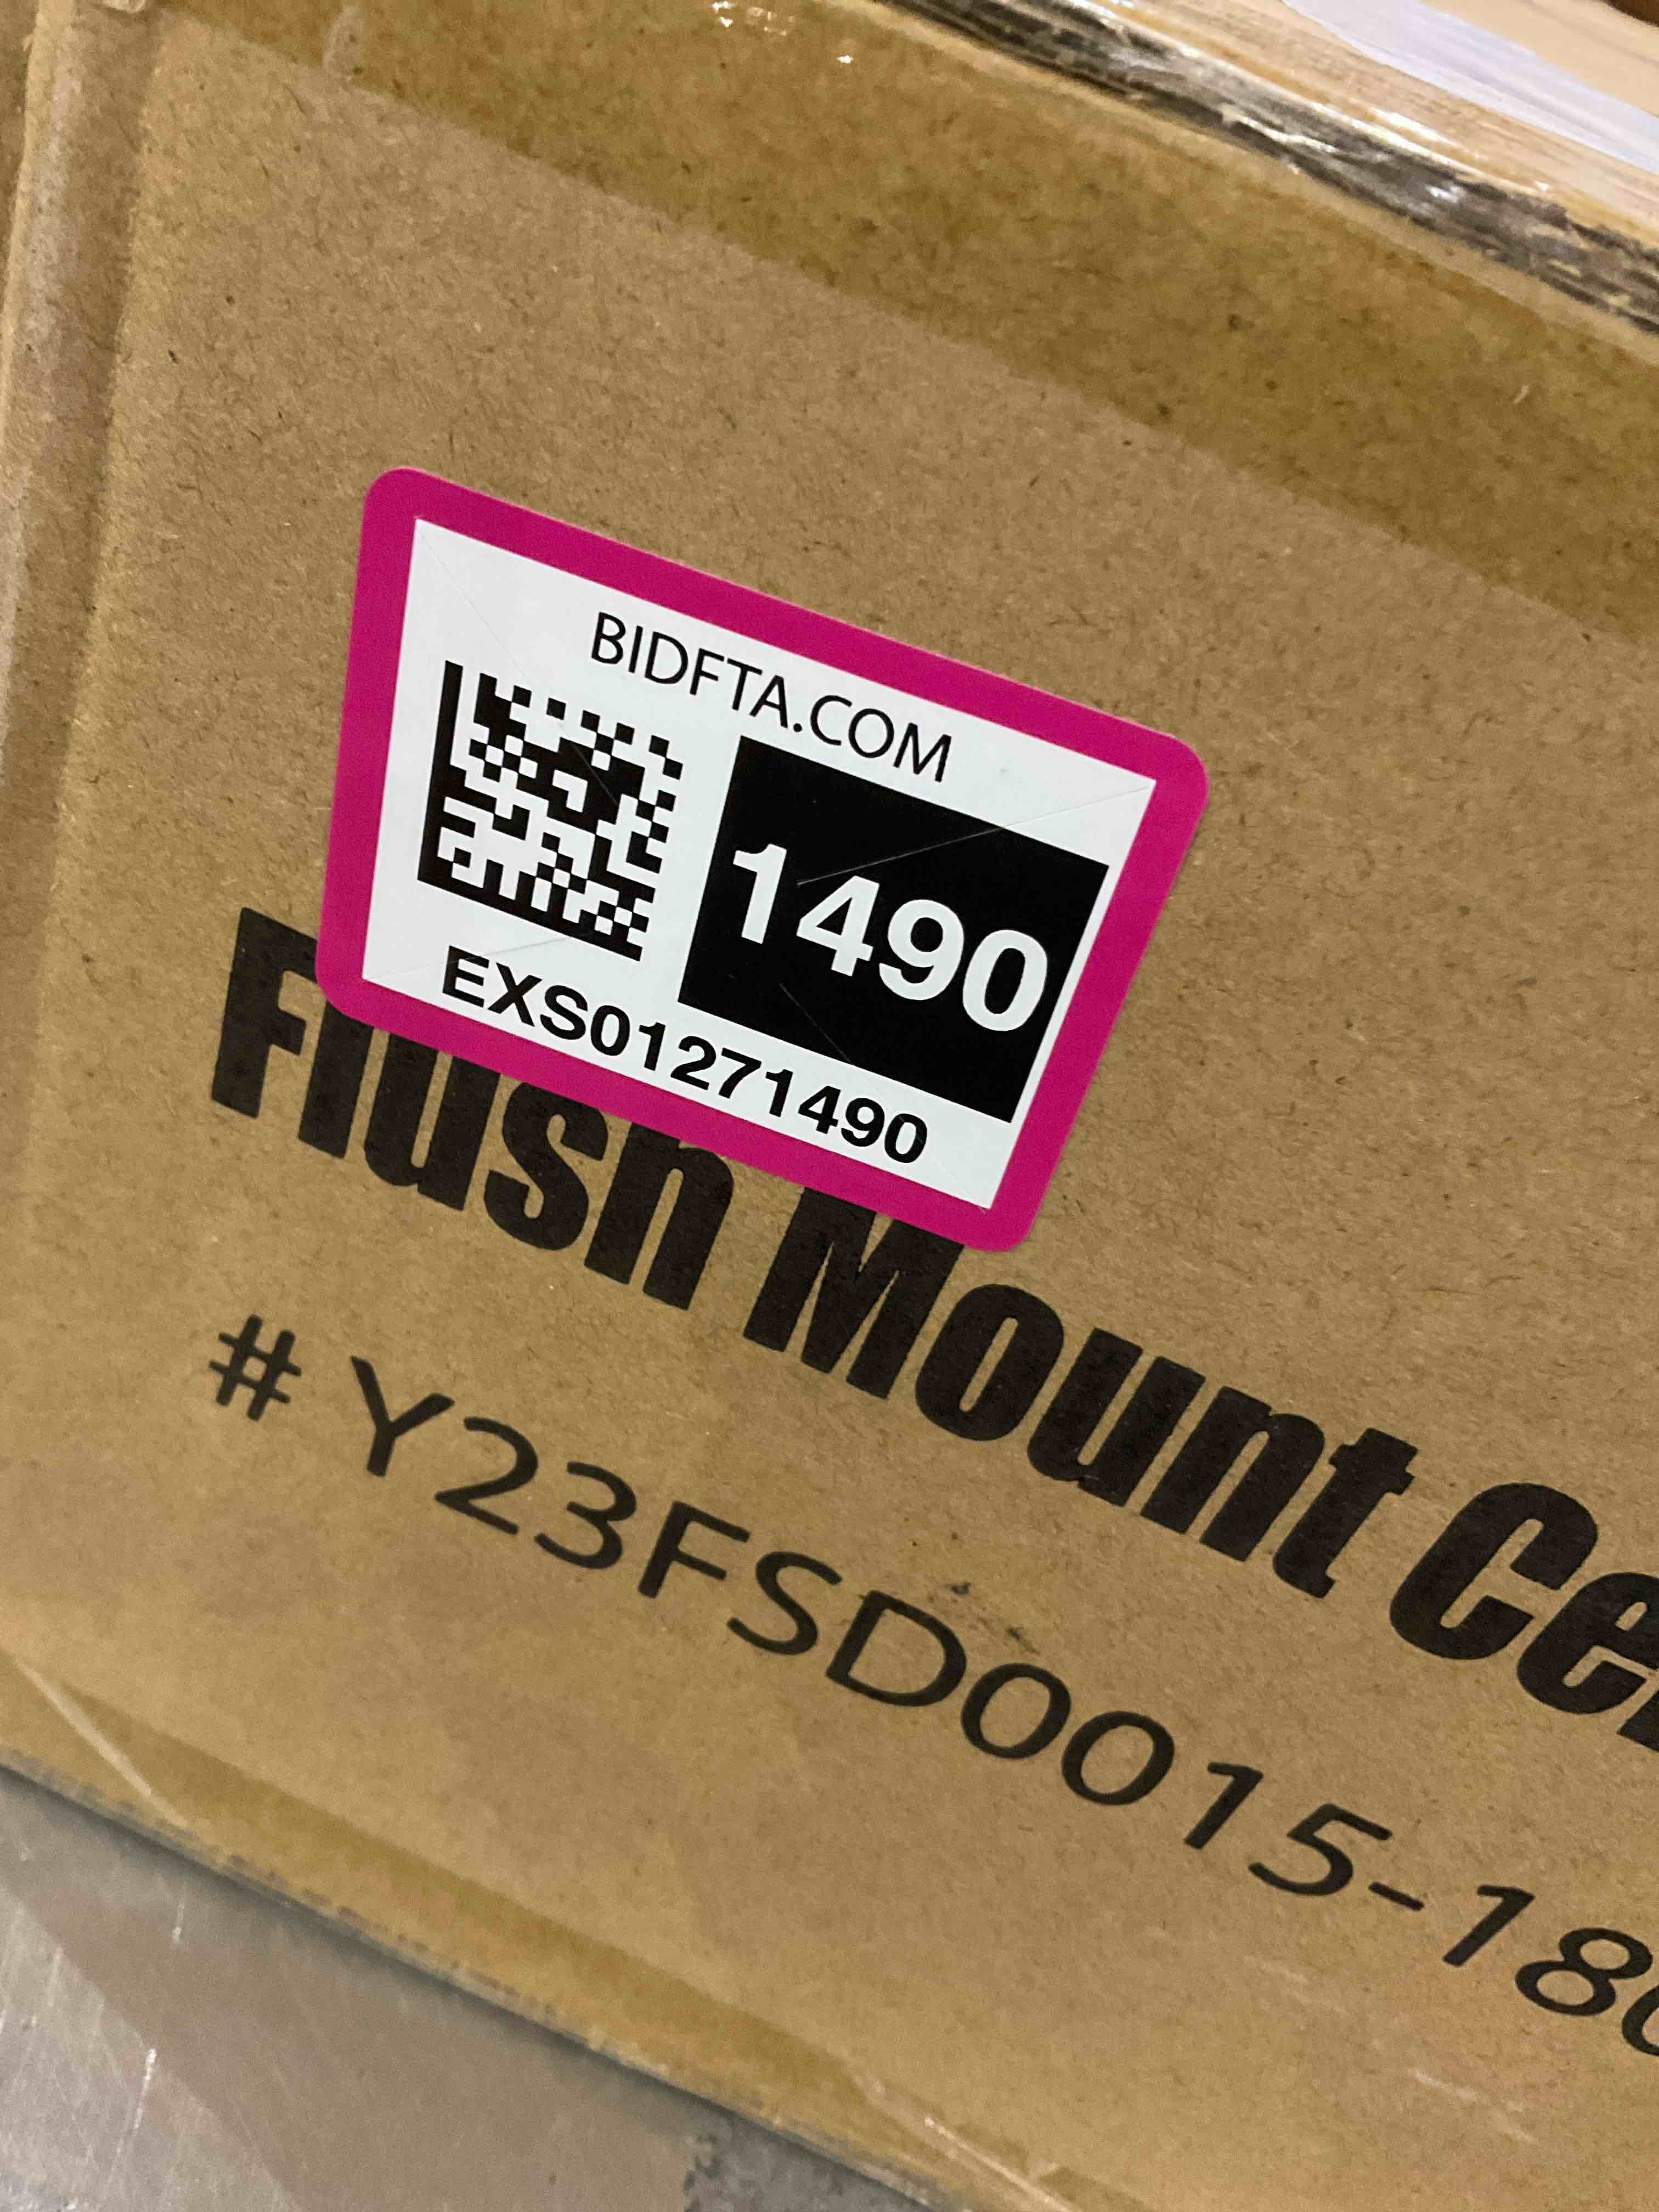 BIDFTA.COM
1490
EXS01271490
Flush Mount
# Y23FSD0015-18